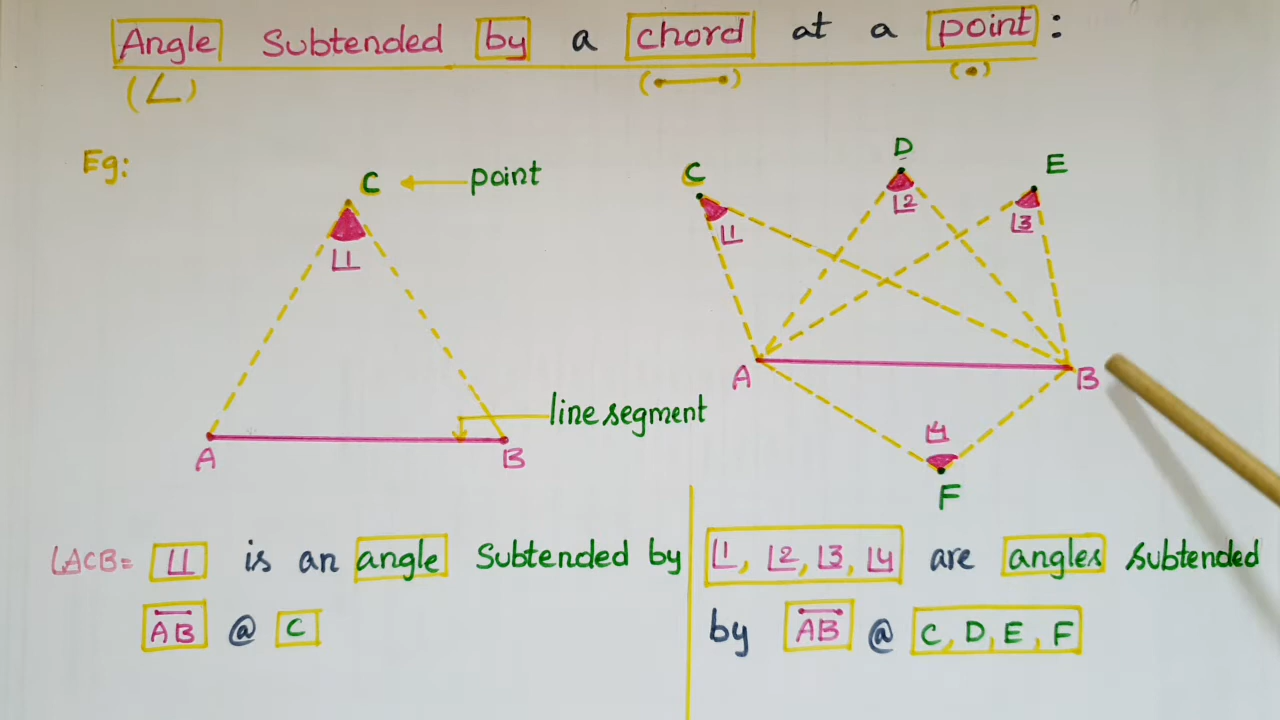 Angle Subtended by a chord at a point:
(∠) (•—•) (•)
Eg:
C point
∠1
line segment
A B
C D E
∠1 ∠2 ∠3
A B
∠4
F
∠ACB = ∠1 is an angle subtended by
AB @ C
∠1, ∠2, ∠3, ∠4 are angles subtended
by AB @ C, D, E, F